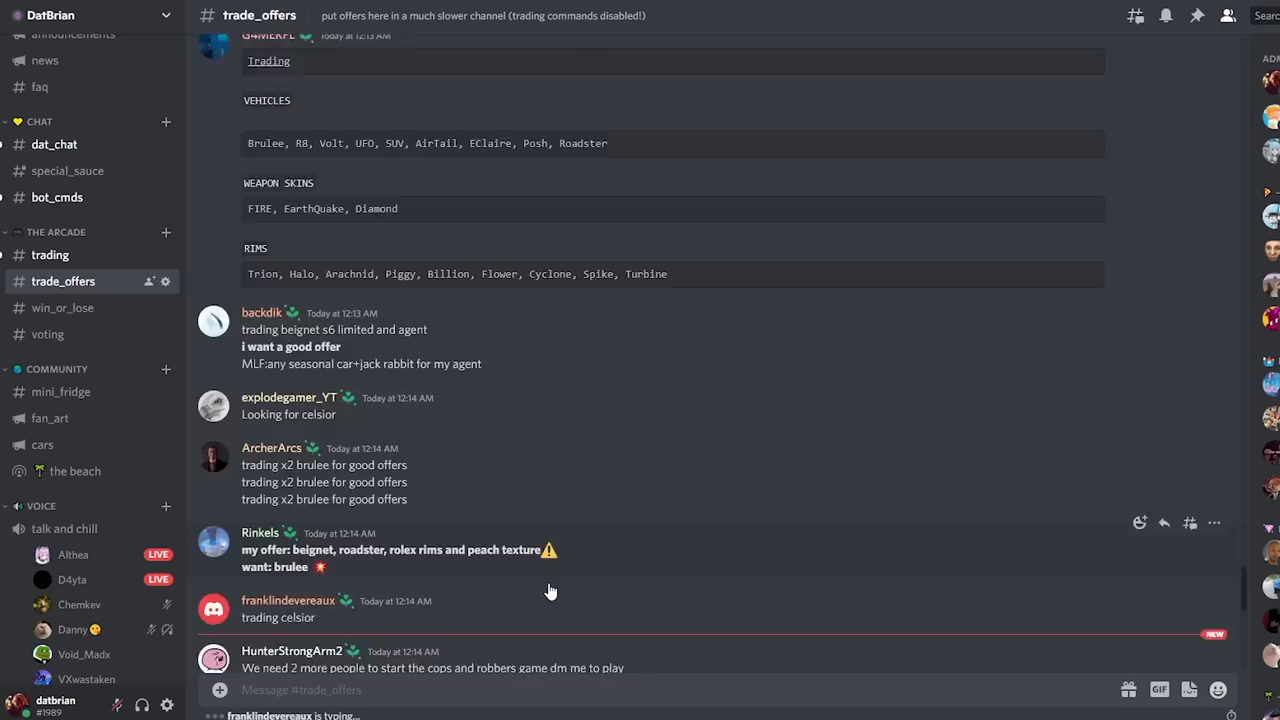 DatBrian
announcements
news
faq
CHAT
dat_chat
special_sauce
bot_cmds
THE ARCADE
trading
trade_offers
win_or_lose
voting
COMMUNITY
mini_fridge
fan_art
cars
the beach
VOICE
talk and chill
Althea LIVE
D4yta LIVE
Chemkev
Danny
Void_Madx
VXwastaken
datbrian
#1989
# trade_offers put offers here in a much slower channel (trading commands disabled!)
G4MERFL Today at 12:13 AM
Trading
VEHICLES
Brulee, R8, Volt, UFO, SUV, AirTail, EClaire, Posh, Roadster
WEAPON SKINS
FIRE, EarthQuake, Diamond
RIMS
Trion, Halo, Arachnid, Piggy, Billion, Flower, Cyclone, Spike, Turbine
backdik Today at 12:13 AM
trading beignet s6 limited and agent
i want a good offer
MLF:any seasonal car+jack rabbit for my agent
explodegamer_YT Today at 12:14 AM
Looking for celsior
ArcherArcs Today at 12:14 AM
trading x2 brulee for good offers
trading x2 brulee for good offers
trading x2 brulee for good offers
Rinkels Today at 12:14 AM
my offer: beignet, roadster, rolex rims and peach texture
want: brulee
franklindevereaux Today at 12:14 AM
trading celsior
NEW
HunterStrongArm2 Today at 12:14 AM
We need 2 more people to start the cops and robbers game dm me to play
Message #trade_offers
GIF
franklindevereaux is typing...
Sear
ADM